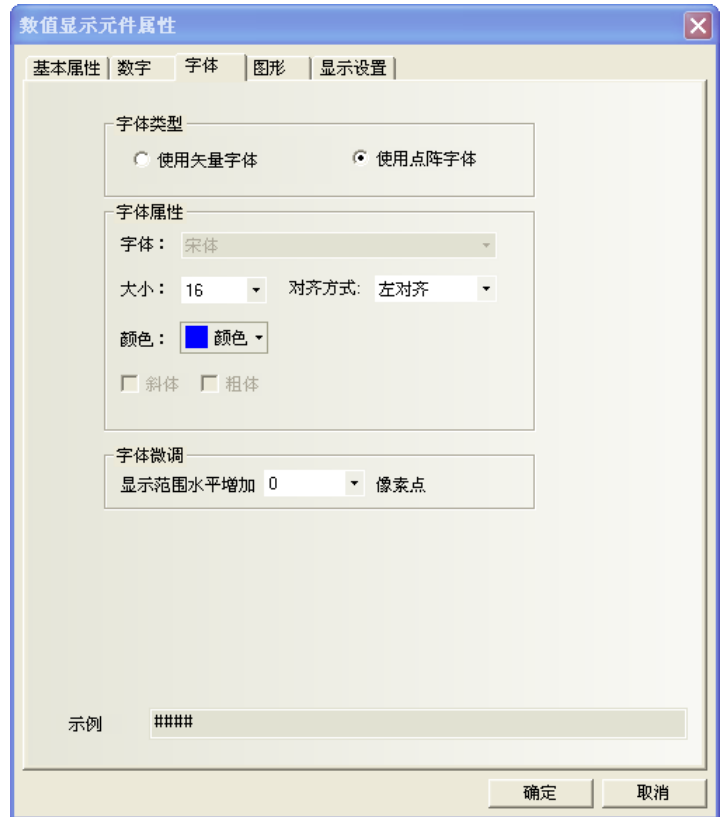 数值显示元件属性
基本属性 数字 字体 图形 显示设置
字体类型
使用矢量字体 使用点阵字体
字体属性
字体： 宋体
大小： 16 对齐方式: 左对齐
颜色： 颜色
斜体 粗体
字体微调
显示范围水平增加 0 像素点
示例 ####
确定 取消